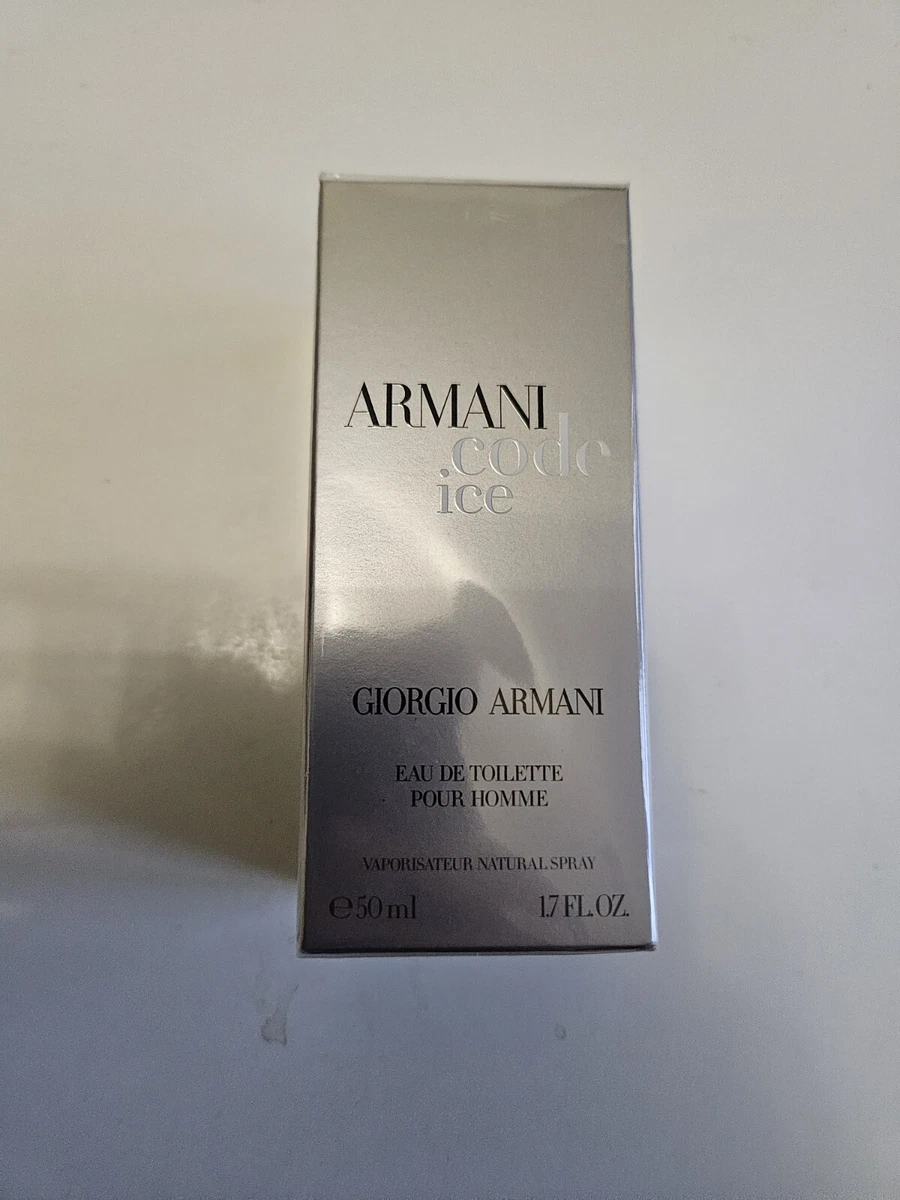 ARMANI
code
ice
GIORGIO ARMANI
EAU DE TOILETTE
POUR HOMME
VAPORISATEUR NATURAL SPRAY
℮50 ml 1.7 FL. OZ.